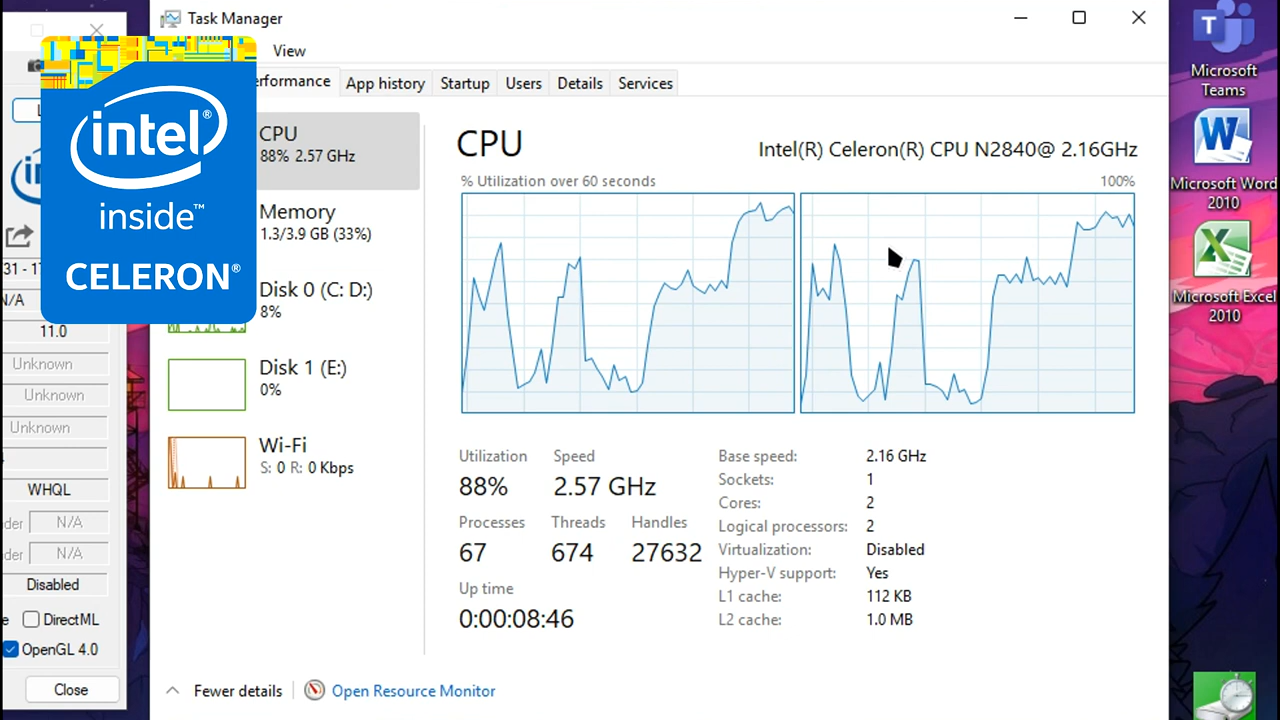 Task Manager
View
erformance
App history
Startup
Users
Details
Services
intel®
inside™
CELERON®
31 - 1
N/A
11.0
Unknown
Unknown
Unknown
WHQL
der
N/A
der
N/A
Disabled
e
DirectML
OpenGL 4.0
Close
CPU
88% 2.57 GHz
Memory
1.3/3.9 GB (33%)
Disk 0 (C: D:)
8%
Disk 1 (E:)
0%
Wi-Fi
S: 0 R: 0 Kbps
CPU
Intel(R) Celeron(R) CPU N2840@ 2.16GHz
% Utilization over 60 seconds
100%
Utilization
Speed
88%
2.57 GHz
Processes
Threads
Handles
67
674
27632
Up time
0:00:08:46
Base speed:
2.16 GHz
Sockets:
1
Cores:
2
Logical processors:
2
Virtualization:
Disabled
Hyper-V support:
Yes
L1 cache:
112 KB
L2 cache:
1.0 MB
Fewer details
Open Resource Monitor
Microsoft
Teams
Microsoft Word
2010
Microsoft Excel
2010